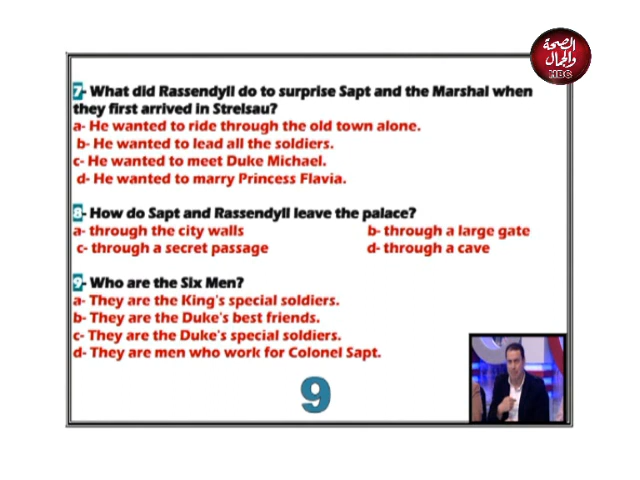 الصحة
والجمال
HBC
7- What did Rassendyll do to surprise Sapt and the Marshal when
they first arrived in Strelsau?
a- He wanted to ride through the old town alone.
b- He wanted to lead all the soldiers.
c- He wanted to meet Duke Michael.
d- He wanted to marry Princess Flavia.
8- How do Sapt and Rassendyll leave the palace?
a- through the city walls b- through a large gate
c- through a secret passage d- through a cave
9- Who are the Six Men?
a- They are the King's special soldiers.
b- They are the Duke's best friends.
c- They are the Duke's special soldiers.
d- They are men who work for Colonel Sapt.
9